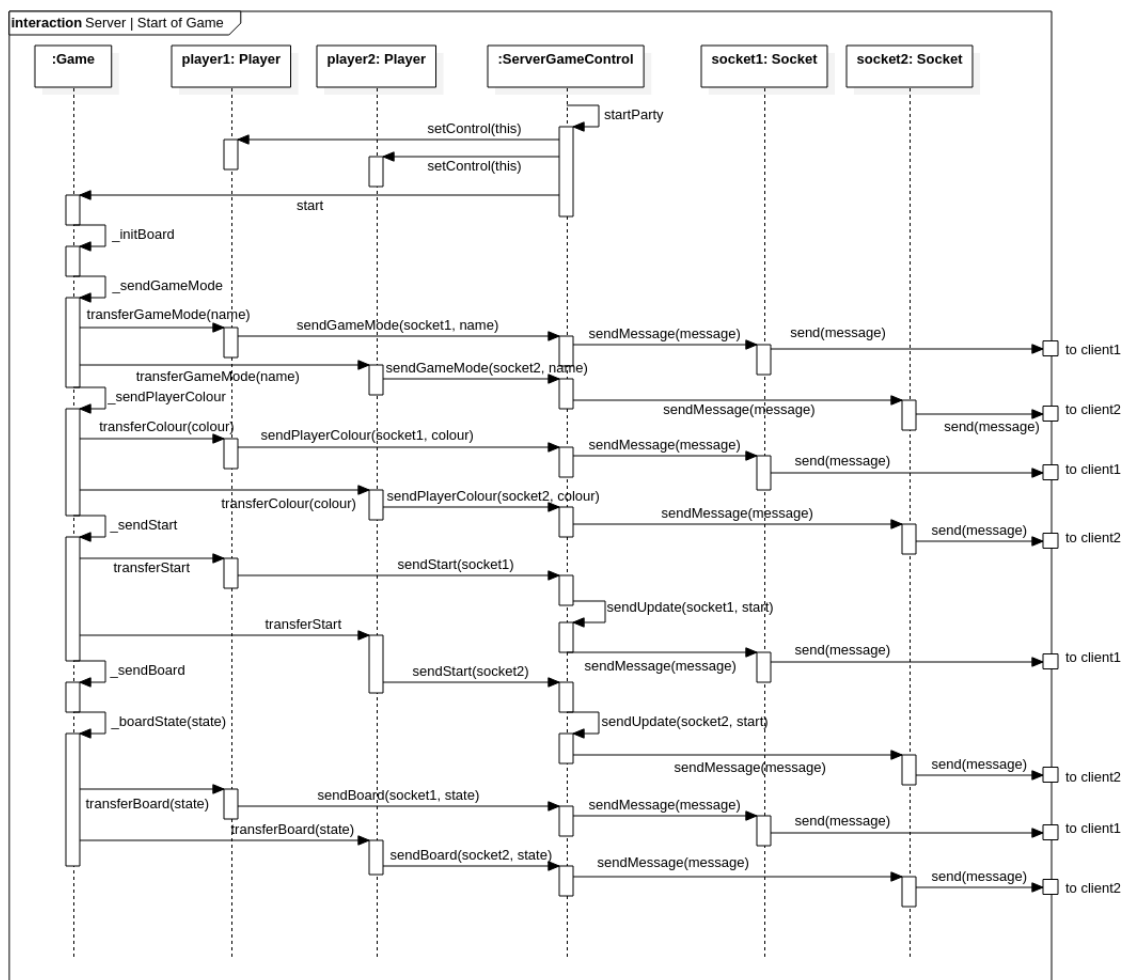 interaction Server | Start of Game
:Game
player1: Player
player2: Player
:ServerGameControl
socket1: Socket
socket2: Socket
startParty
setControl(this)
setControl(this)
start
_initBoard
_sendGameMode
transferGameMode(name)
sendGameMode(socket1, name)
sendMessage(message)
send(message)
to client1
transferGameMode(name)
sendGameMode(socket2, name)
sendMessage(message)
send(message)
to client2
_sendPlayerColour
transferColour(colour)
sendPlayerColour(socket1, colour)
sendMessage(message)
send(message)
to client1
transferColour(colour)
sendPlayerColour(socket2, colour)
sendMessage(message)
send(message)
to client2
_sendStart
transferStart
sendStart(socket1)
sendUpdate(socket1, start)
transferStart
sendMessage(message)
send(message)
to client1
_sendBoard
sendStart(socket2)
_boardState(state)
sendUpdate(socket2, start)
sendMessage(message)
send(message)
to client2
transferBoard(state)
sendBoard(socket1, state)
sendMessage(message)
send(message)
to client1
transferBoard(state)
sendBoard(socket2, state)
sendMessage(message)
send(message)
to client2